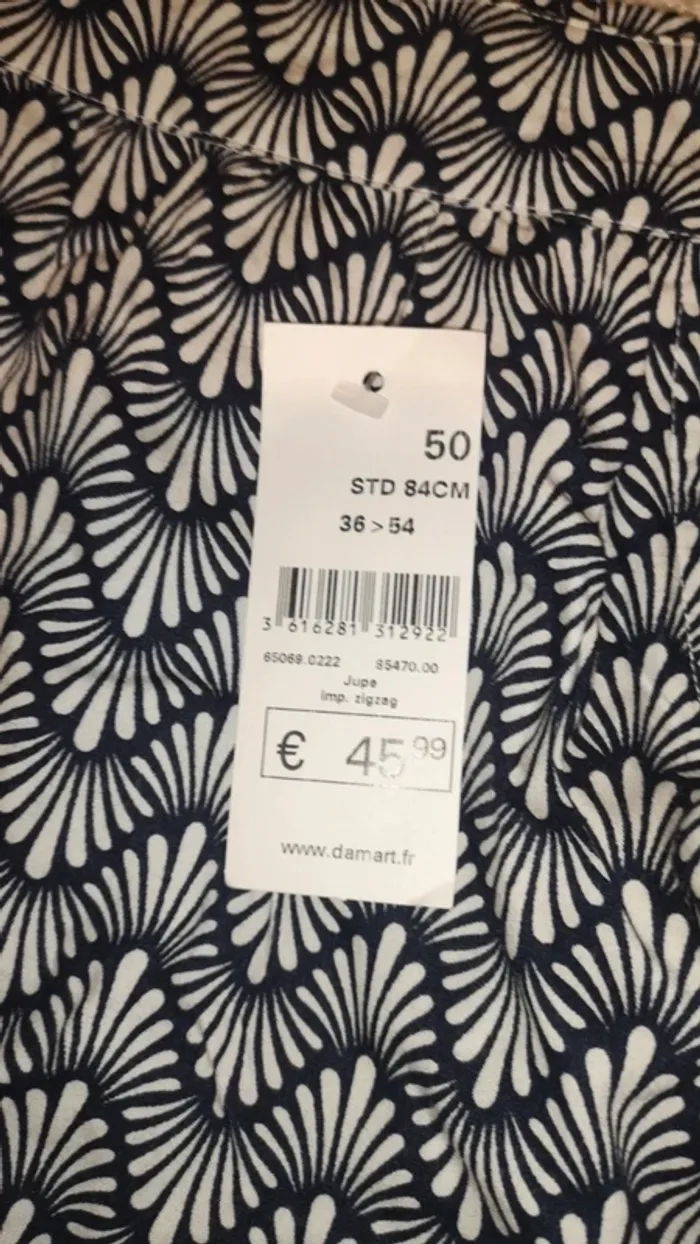 50
STD 84CM
36 > 54
3 616281 312922
65069.0222 85470.00
Jupe
Imp. zigzag
€ 45 99
www.damart.fr